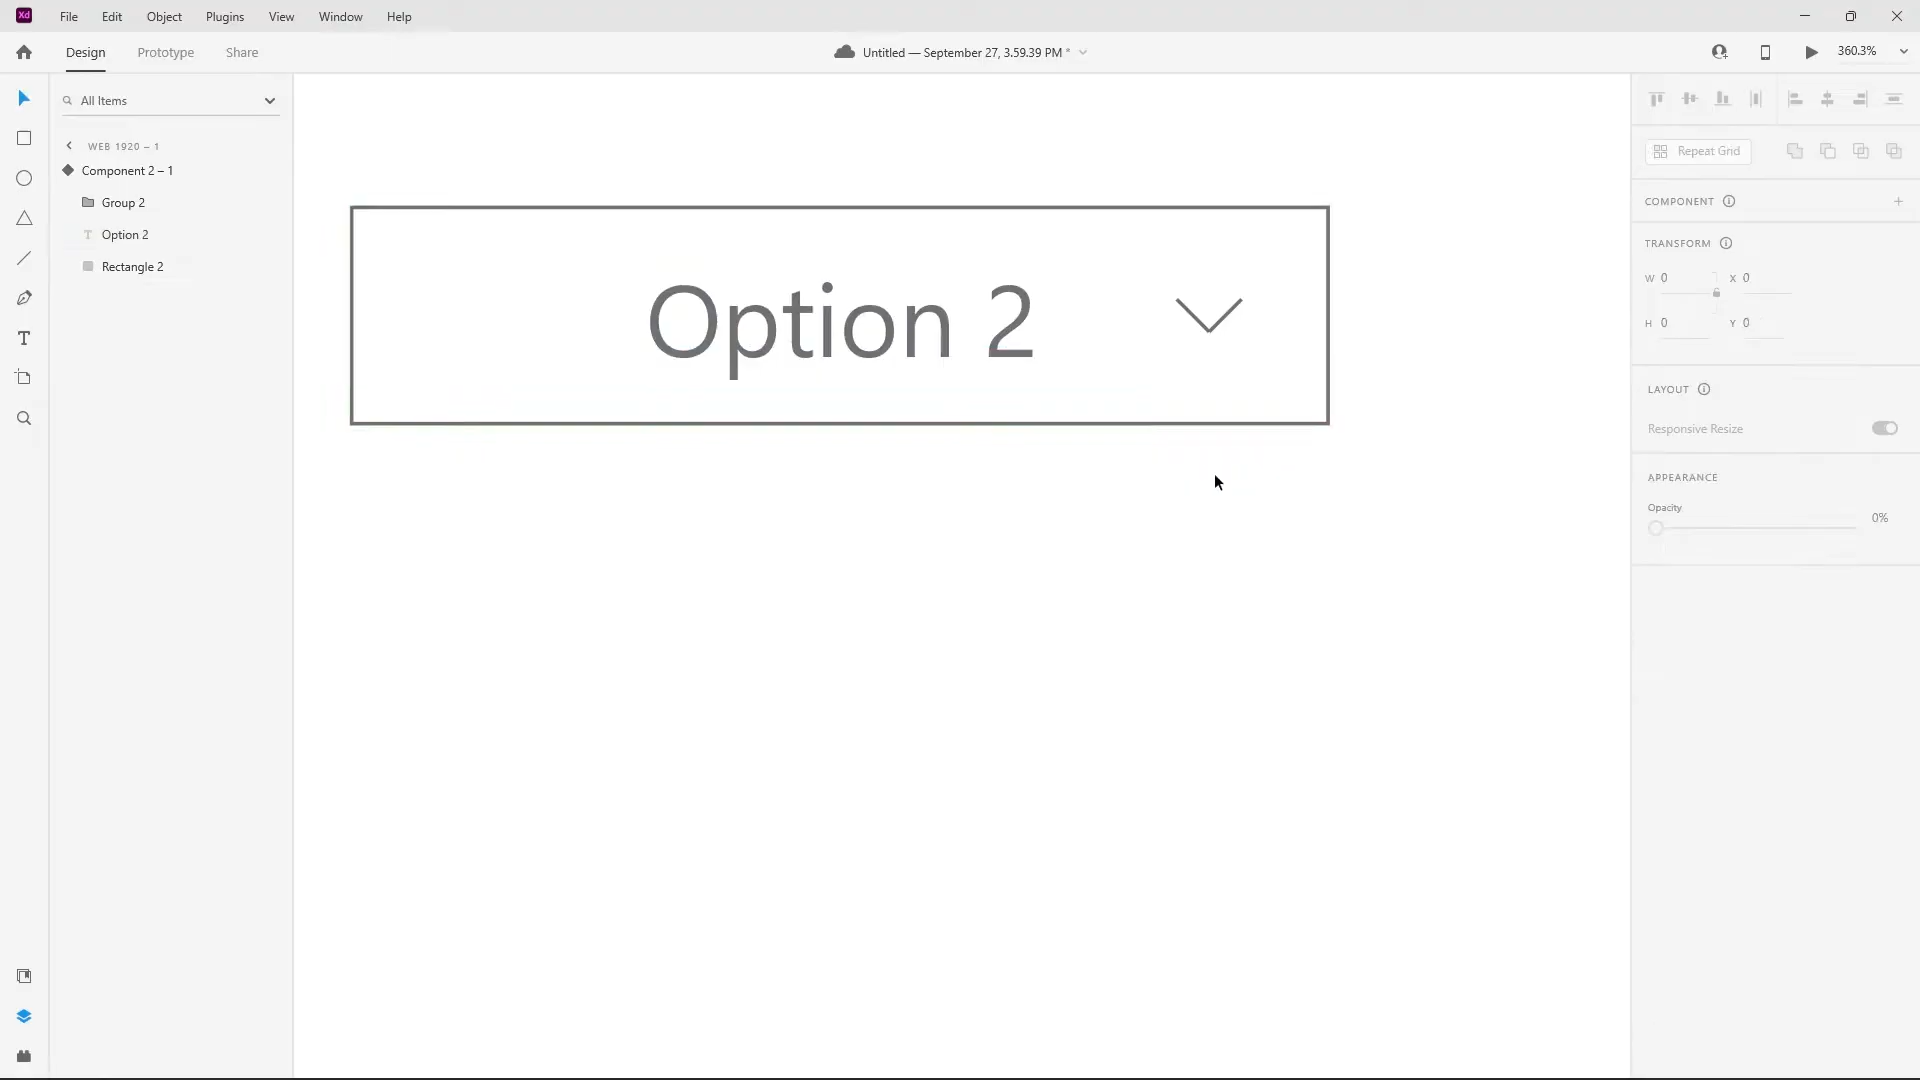 Xd File Edit Object Plugins View Window Help
Design Prototype Share Untitled — September 27, 3.59.39 PM * 360.3%
All Items
WEB 1920 – 1
Component 2 – 1
Group 2
Option 2
Rectangle 2
Option 2
Repeat Grid
COMPONENT
TRANSFORM
W 0 X 0
H 0 Y 0
LAYOUT
Responsive Resize
APPEARANCE
Opacity
0%